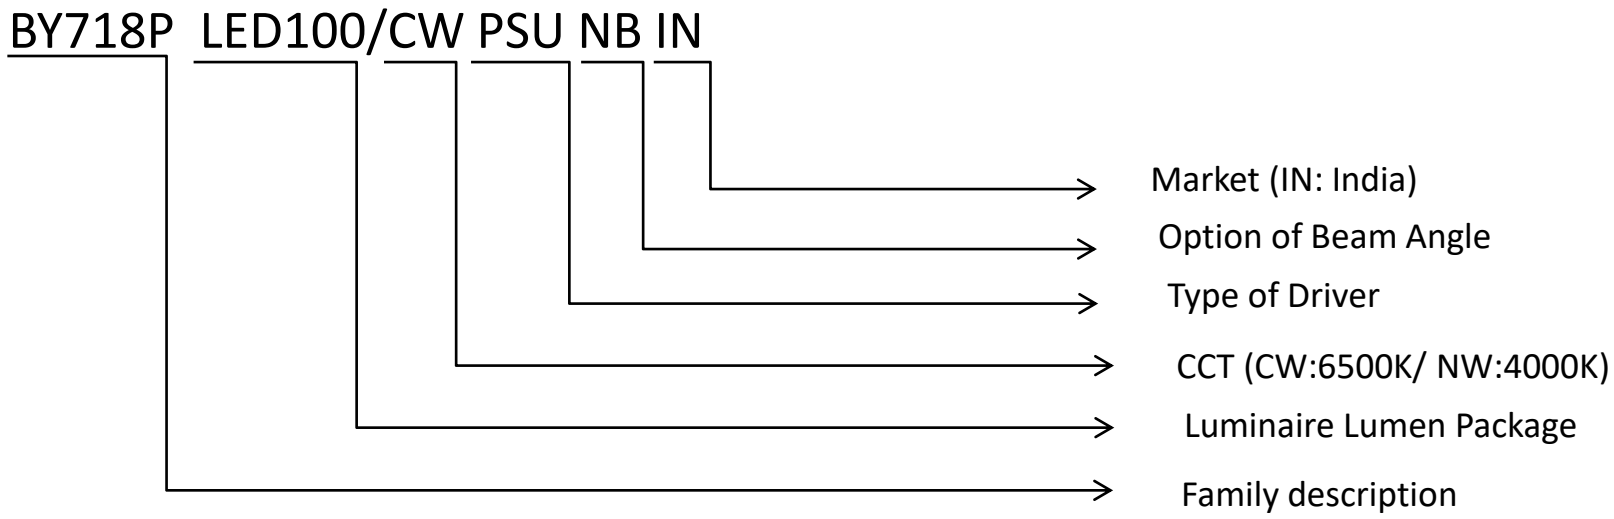 BY718P LED100/CW PSU NB IN
Market (IN: India)
Option of Beam Angle
Type of Driver
CCT (CW:6500K/ NW:4000K)
Luminaire Lumen Package
Family description